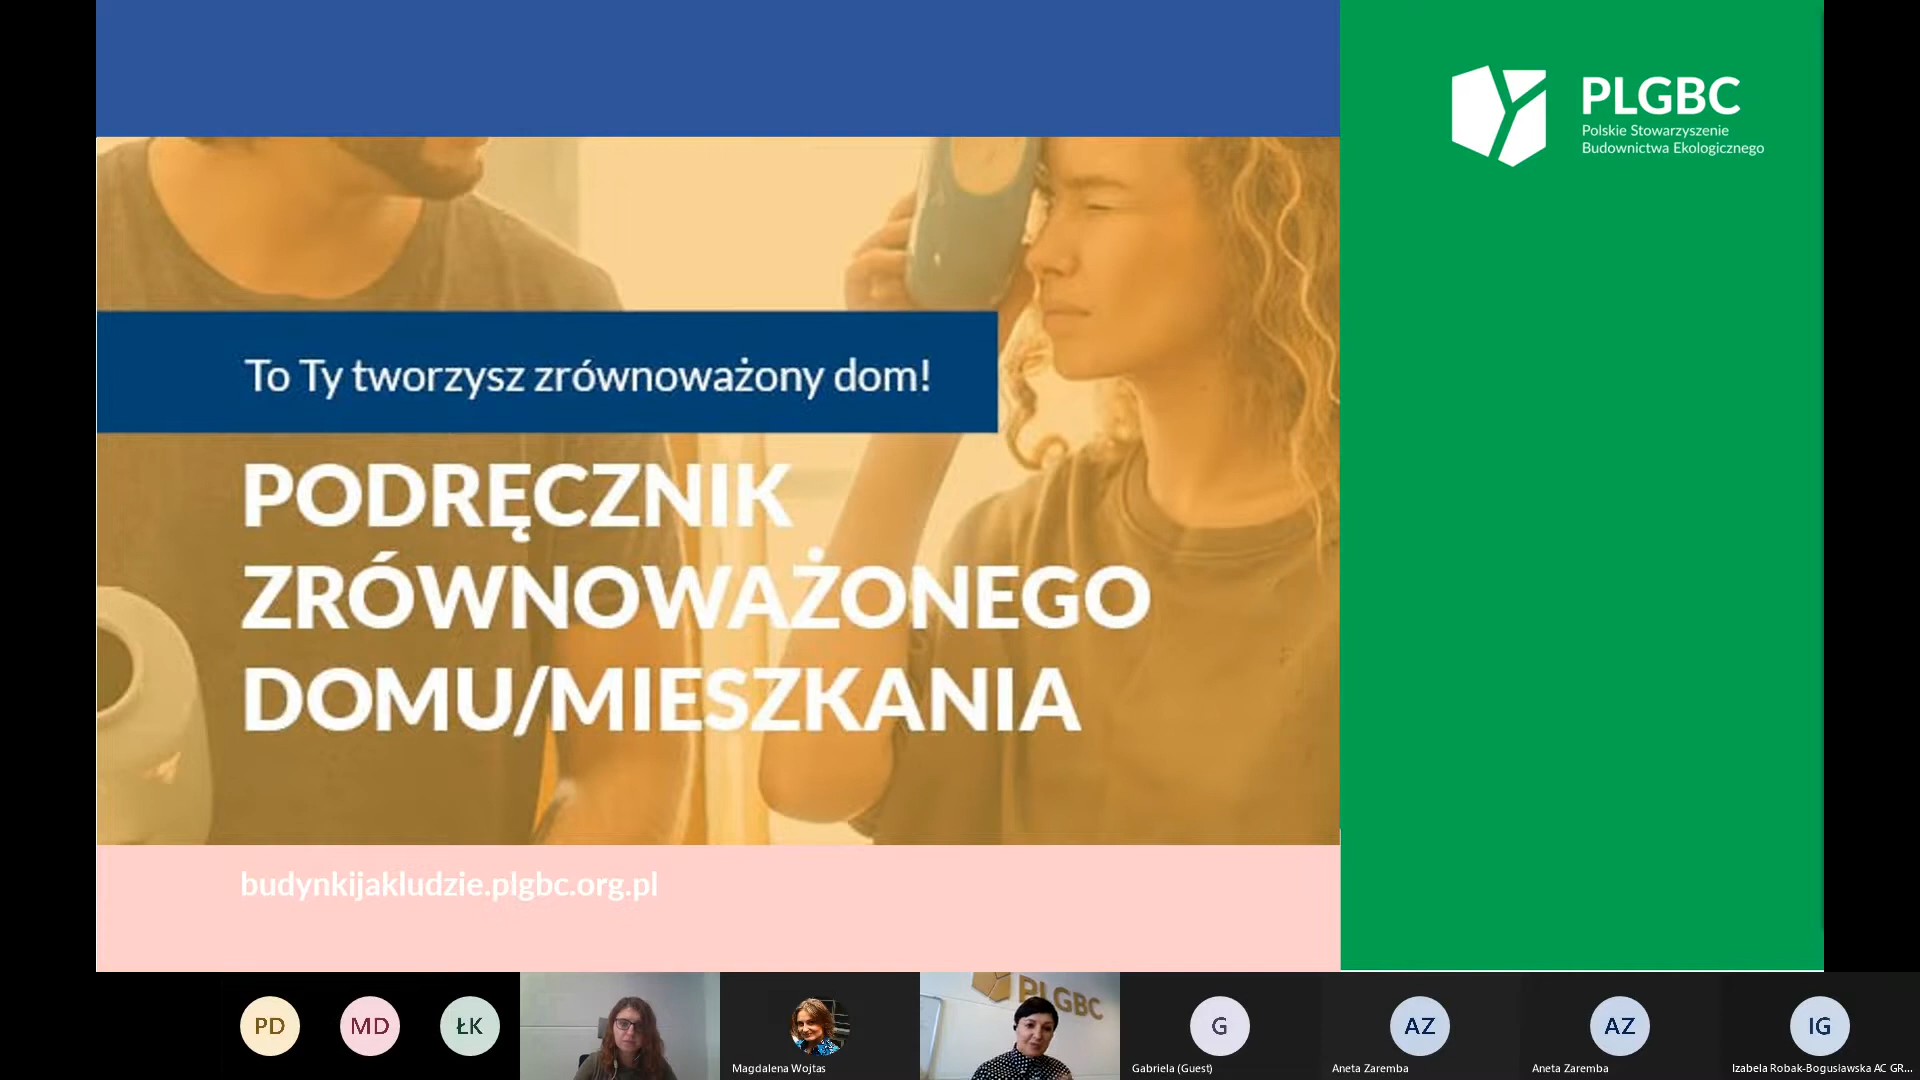 PLGBC
Polskie Stowarzyszenie
Budownictwa Ekologicznego
To Ty tworzysz zrównoważony dom!
PODRĘCZNIK
ZRÓWNOWAŻONEGO
DOMU/MIESZKANIA
budynkijakludzie.plgbc.org.pl
PD
MD
ŁK
Magdalena Wojtas
PLGBC
G
Gabriela (Guest)
AZ
Aneta Zaremba
AZ
Aneta Zaremba
IG
Izabela Robak-Bogusławska AC GR...